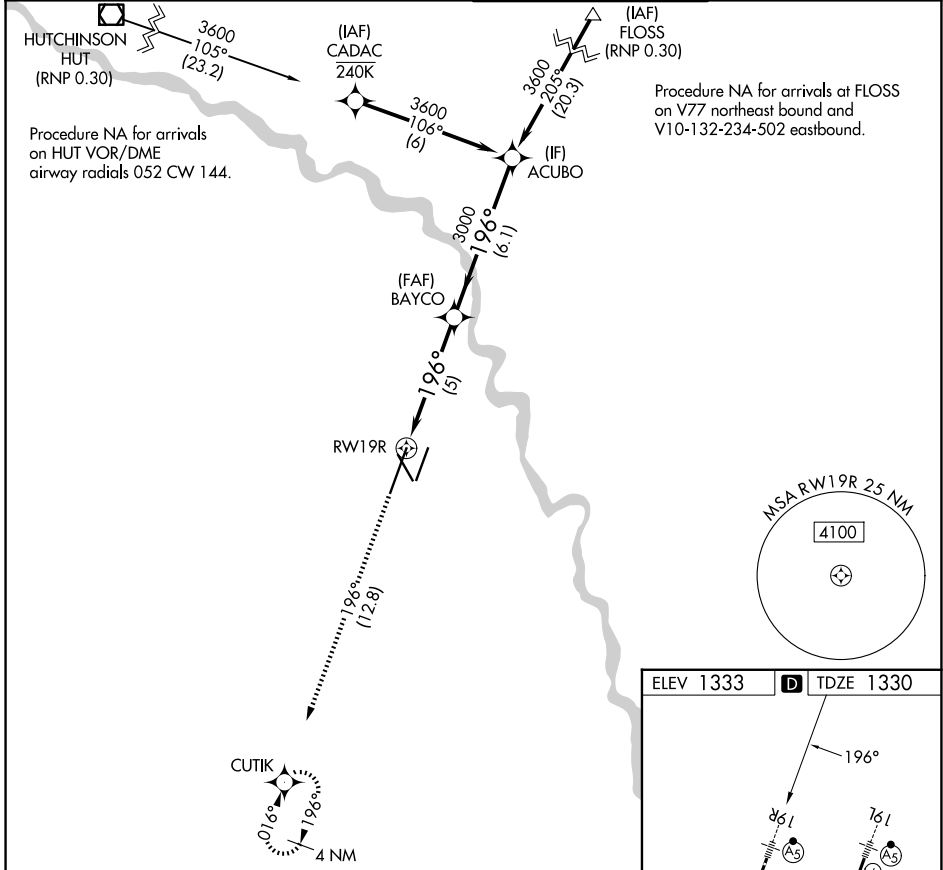 HUTCHINSON
HUT
(RNP 0.30)
3600
105°
(23.2)
(IAF)
CADAC
240K
3600
106°
(6)
(IAF)
FLOSS
(RNP 0.30)
3600
205°
(20.3)
Procedure NA for arrivals at FLOSS
on V77 northeast bound and
V10-132-234-502 eastbound.
Procedure NA for arrivals
on HUT VOR/DME
airway radials 052 CW 144.
(IF)
ACUBO
3000
196°
(6.1)
(FAF)
BAYCO
196°
(5)
RW19R
MSA RW19R 25 NM
4100
196°
(12.8)
ELEV 1333
D
TDZE 1330
196°
CUTIK
016°
196°
4 NM
19R
19L
A5
A5